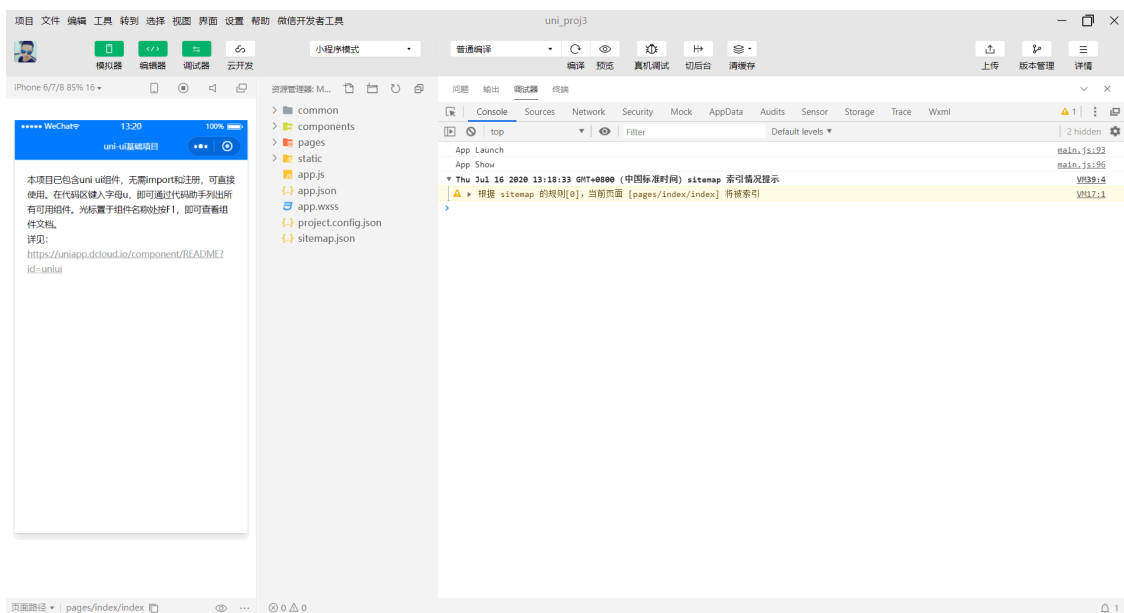 项目 文件 编辑 工具 转到 选择 视图 界面 设置 帮助 微信开发者工具
uni_proj3
模拟器 编辑器 调试器 云开发
小程序模式
普通编译
编译 预览 真机调试 切后台 清缓存
上传 版本管理 详情
iPhone 6/7/8 85% 16
WeChat 13:20 100%
uni-ui基础项目
本项目已包含uni ui组件，无需import和注册，可直接
使用。在代码区键入字母u，即可通过代码助手列出所
有可用组件。光标置于组件名称处按F1，即可查看组
件文档。
详见：
https://uniapp.dcloud.io/component/README?
id=uniui
页面路径 pages/index/index
资源管理器: M...
common
components
pages
static
app.js
app.json
app.wxss
project.config.json
sitemap.json
0 0
问题 输出 调试器 终端
Console Sources Network Security Mock AppData Audits Sensor Storage Trace Wxml 1
top Filter Default levels 2 hidden
App Launch main.js:93
App Show main.js:96
Thu Jul 16 2020 13:18:33 GMT+0800 (中国标准时间) sitemap 索引情况提示 VM39:4
根据 sitemap 的规则[0]，当前页面 [pages/index/index] 将被索引 VM17:1
1